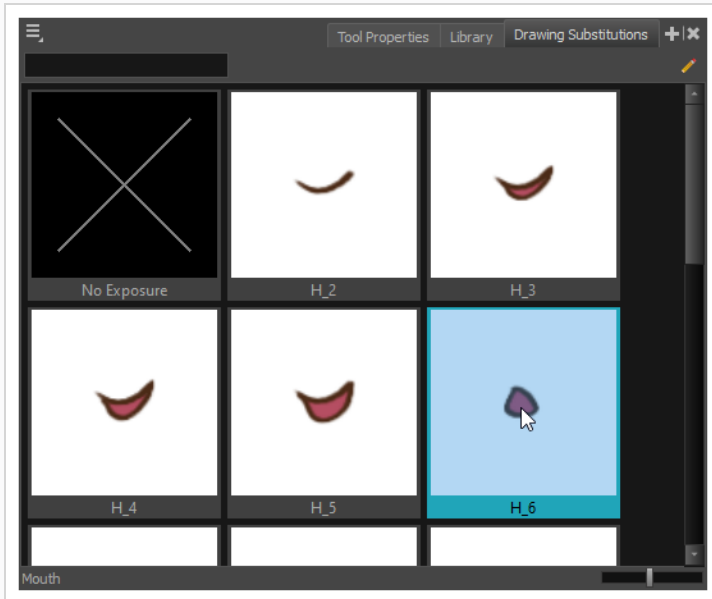 Tool Properties Library Drawing Substitutions
No Exposure H_2 H_3
H_4 H_5 H_6
Mouth